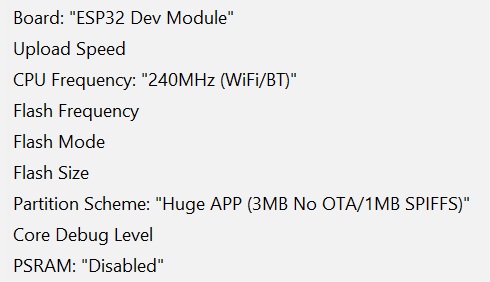 Board: "ESP32 Dev Module"
Upload Speed
CPU Frequency: "240MHz (WiFi/BT)"
Flash Frequency
Flash Mode
Flash Size
Partition Scheme: "Huge APP (3MB No OTA/1MB SPIFFS)"
Core Debug Level
PSRAM: "Disabled"